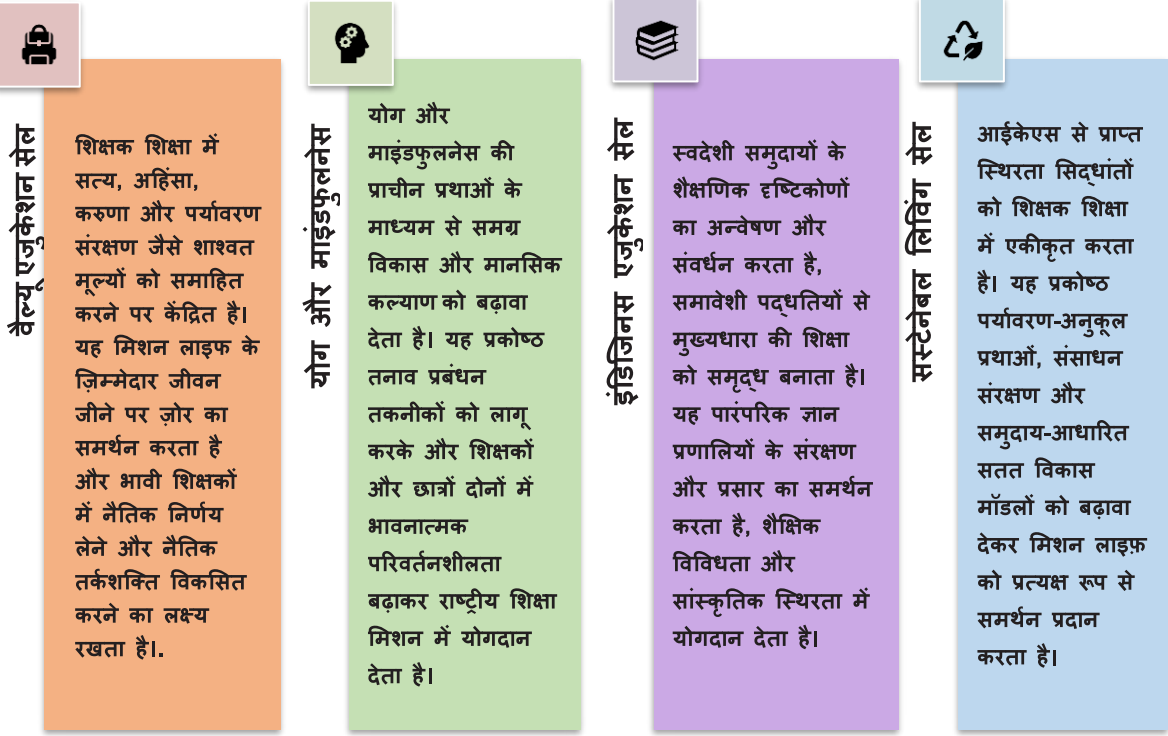 वैल्यू एजुकेशन सेल
शिक्षक शिक्षा में
सत्य, अहिंसा,
करुणा और पर्यावरण
संरक्षण जैसे शाश्वत
मूल्यों को समाहित
करने पर केंद्रित है।
यह मिशन लाइफ के
ज़िम्मेदार जीवन
जीने पर ज़ोर का
समर्थन करता है
और भावी शिक्षकों
में नैतिक निर्णय
लेने और नैतिक
तर्कशक्ति विकसित
करने का लक्ष्य
रखता है।.
योग और माइंडफुलनेस
योग और
माइंडफुलनेस की
प्राचीन प्रथाओं के
माध्यम से समग्र
विकास और मानसिक
कल्याण को बढ़ावा
देता है। यह प्रकोष्ठ
तनाव प्रबंधन
तकनीकों को लागू
करके और शिक्षकों
और छात्रों दोनों में
भावनात्मक
परिवर्तनशीलता
बढ़ाकर राष्ट्रीय शिक्षा
मिशन में योगदान
देता है।
इंडिजिनस एजुकेशन सेल
स्वदेशी समुदायों के
शैक्षणिक दृष्टिकोणों
का अन्वेषण और
संवर्धन करता है,
समावेशी पद्धतियों से
मुख्यधारा की शिक्षा
को समृद्ध बनाता है।
यह पारंपरिक ज्ञान
प्रणालियों के संरक्षण
और प्रसार का समर्थन
करता है, शैक्षिक
विविधता और
सांस्कृतिक स्थिरता में
योगदान देता है।
सस्टेनेबल लिविंग सेल
आईकेएस से प्राप्त
स्थिरता सिद्धांतों
को शिक्षक शिक्षा
में एकीकृत करता
है। यह प्रकोष्ठ
पर्यावरण-अनुकूल
प्रथाओं, संसाधन
संरक्षण और
समुदाय-आधारित
सतत विकास
मॉडलों को बढ़ावा
देकर मिशन लाइफ़
को प्रत्यक्ष रूप से
समर्थन प्रदान
करता है।